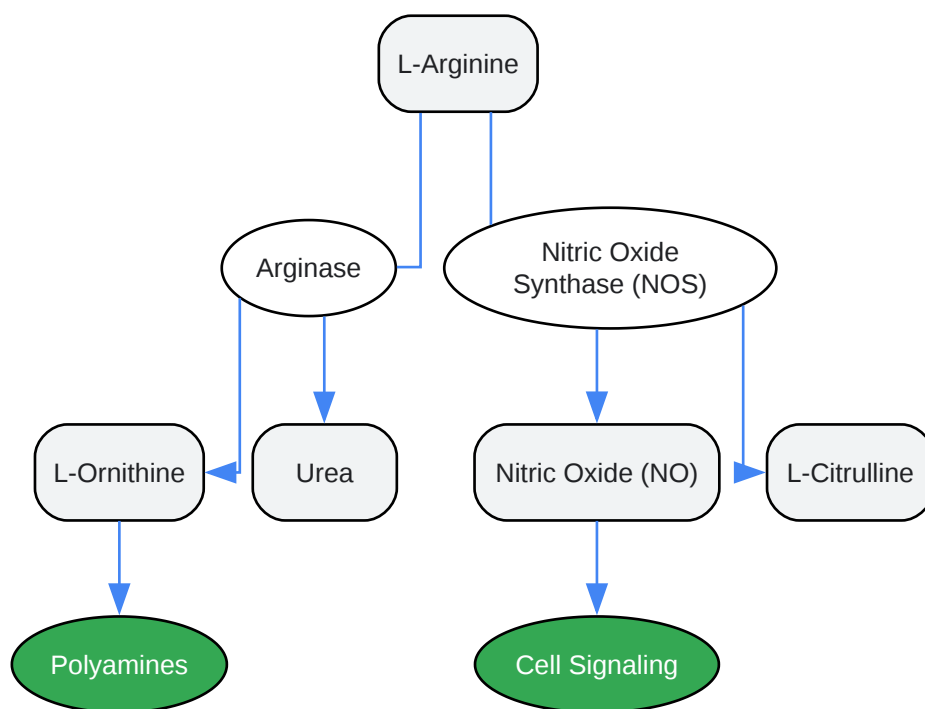 L-Arginine
Arginase
Nitric Oxide
Synthase (NOS)
L-Ornithine
Urea
Nitric Oxide (NO)
L-Citrulline
Polyamines
Cell Signaling